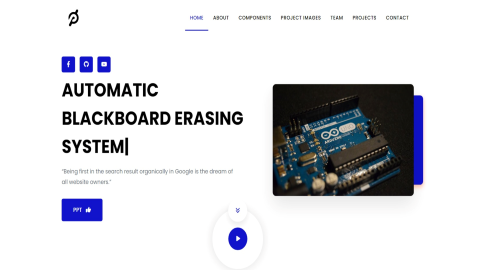 HOME ABOUT COMPONENTS PROJECT IMAGES TEAM PROJECTS CONTACT
AUTOMATIC
BLACKBOARD ERASING
SYSTEM|
"Being first in the search result organically in Google is the dream of
all website owners."
PPT